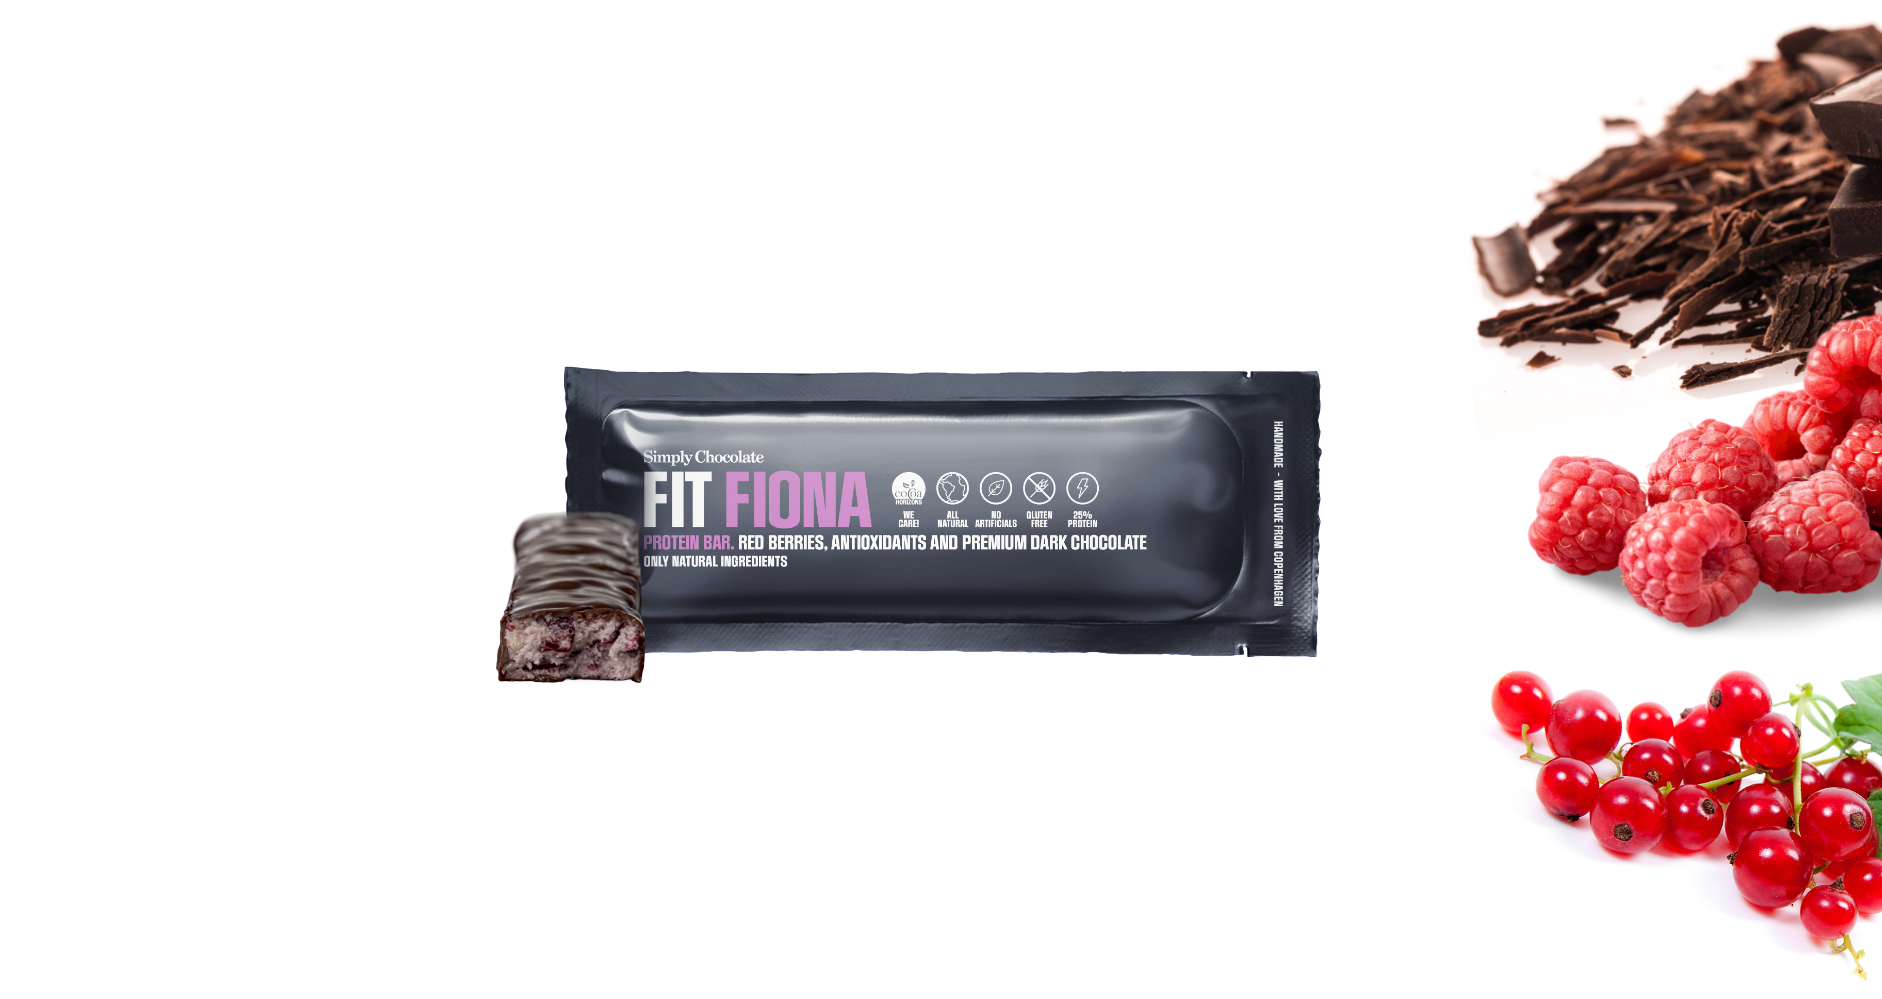 Simply Chocolate
FIT FIONA
cocoa
HORIZONS
WE
CARE!
ALL
NATURAL
NO
ARTIFICIALS
GLUTEN
FREE
25%
PROTEIN
PROTEIN BAR. RED BERRIES, ANTIOXIDANTS AND PREMIUM DARK CHOCOLATE
ONLY NATURAL INGREDIENTS
HANDMADE - WITH LOVE FROM COPENHAGEN